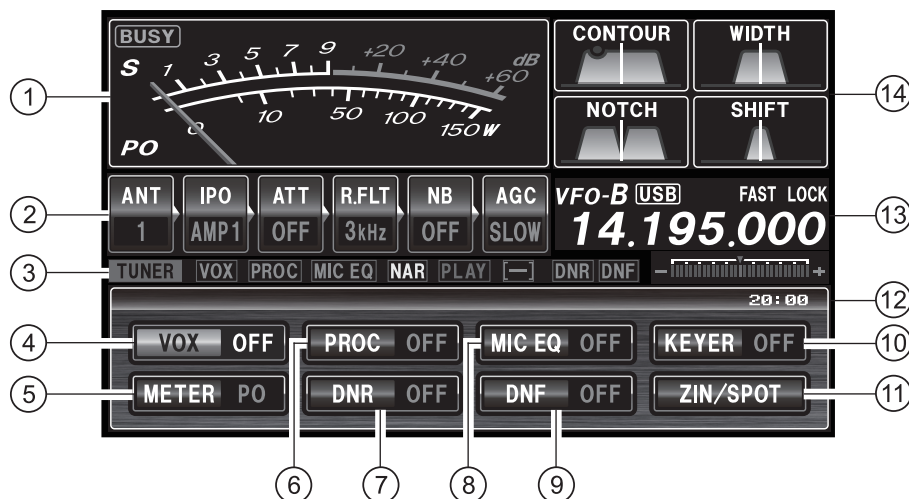 BUSY
S 1 3 5 7 9 +20 +40 +60 dB
PO 0 10 50 100 150 W
CONTOUR WIDTH
NOTCH SHIFT
ANT IPO ATT R.FLT NB AGC
1 AMP1 OFF 3kHz OFF SLOW
VFO-B USB FAST LOCK
14.195.000
TUNER VOX PROC MIC EQ NAR PLAY DNR DNF
- +
20:00
VOX OFF PROC OFF MIC EQ OFF KEYER OFF
METER PO DNR OFF DNF OFF ZIN/SPOT
1
2
3
4
5
6
7
8
9
10
11
12
13
14